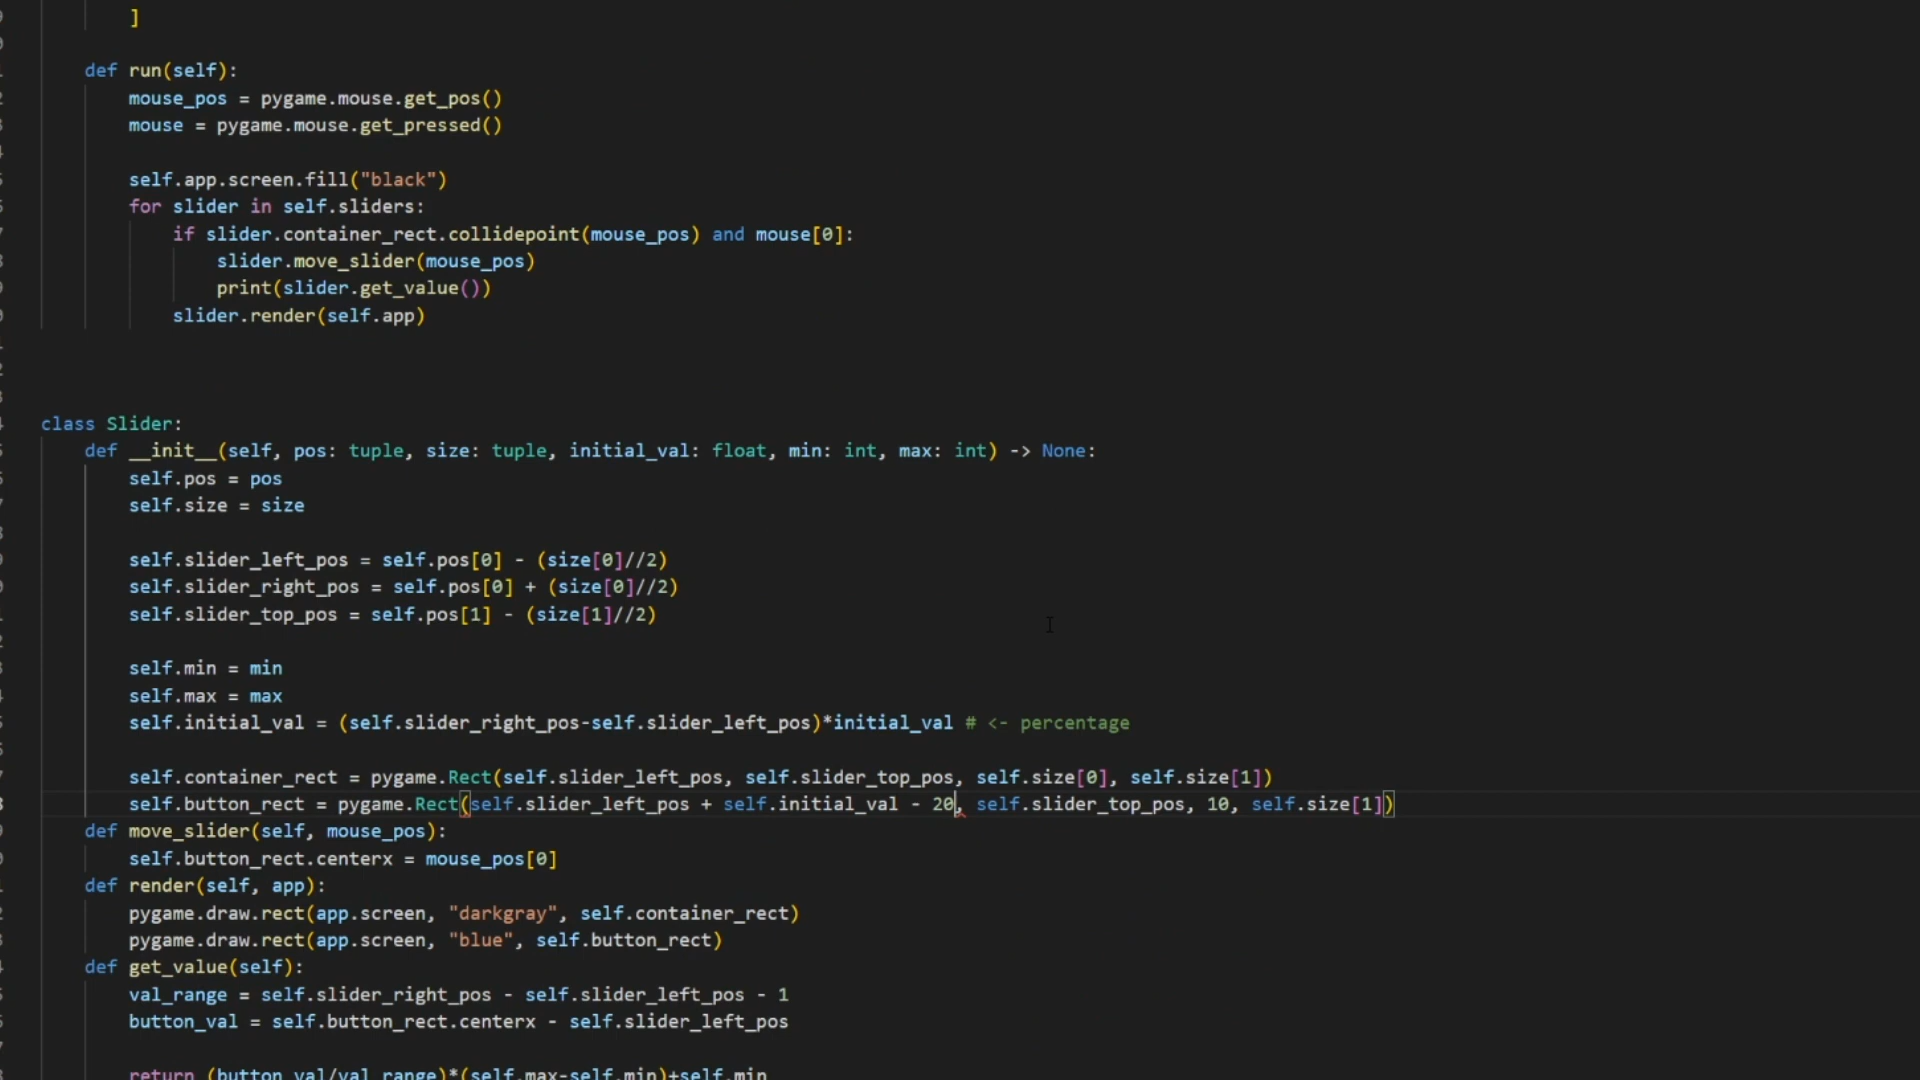 ]
def run(self):
mouse_pos = pygame.mouse.get_pos()
mouse = pygame.mouse.get_pressed()
self.app.screen.fill("black")
for slider in self.sliders:
if slider.container_rect.collidepoint(mouse_pos) and mouse[0]:
slider.move_slider(mouse_pos)
print(slider.get_value())
slider.render(self.app)
class Slider:
def __init__(self, pos: tuple, size: tuple, initial_val: float, min: int, max: int) -> None:
self.pos = pos
self.size = size
self.slider_left_pos = self.pos[0] - (size[0]//2)
self.slider_right_pos = self.pos[0] + (size[0]//2)
self.slider_top_pos = self.pos[1] - (size[1]//2)
self.min = min
self.max = max
self.initial_val = (self.slider_right_pos-self.slider_left_pos)*initial_val # <- percentage
self.container_rect = pygame.Rect(self.slider_left_pos, self.slider_top_pos, self.size[0], self.size[1])
self.button_rect = pygame.Rect(self.slider_left_pos + self.initial_val - 20, self.slider_top_pos, 10, self.size[1])
def move_slider(self, mouse_pos):
self.button_rect.centerx = mouse_pos[0]
def render(self, app):
pygame.draw.rect(app.screen, "darkgray", self.container_rect)
pygame.draw.rect(app.screen, "blue", self.button_rect)
def get_value(self):
val_range = self.slider_right_pos - self.slider_left_pos - 1
button_val = self.button_rect.centerx - self.slider_left_pos
return (button_val/val_range)*(self.max-self.min)+self.min